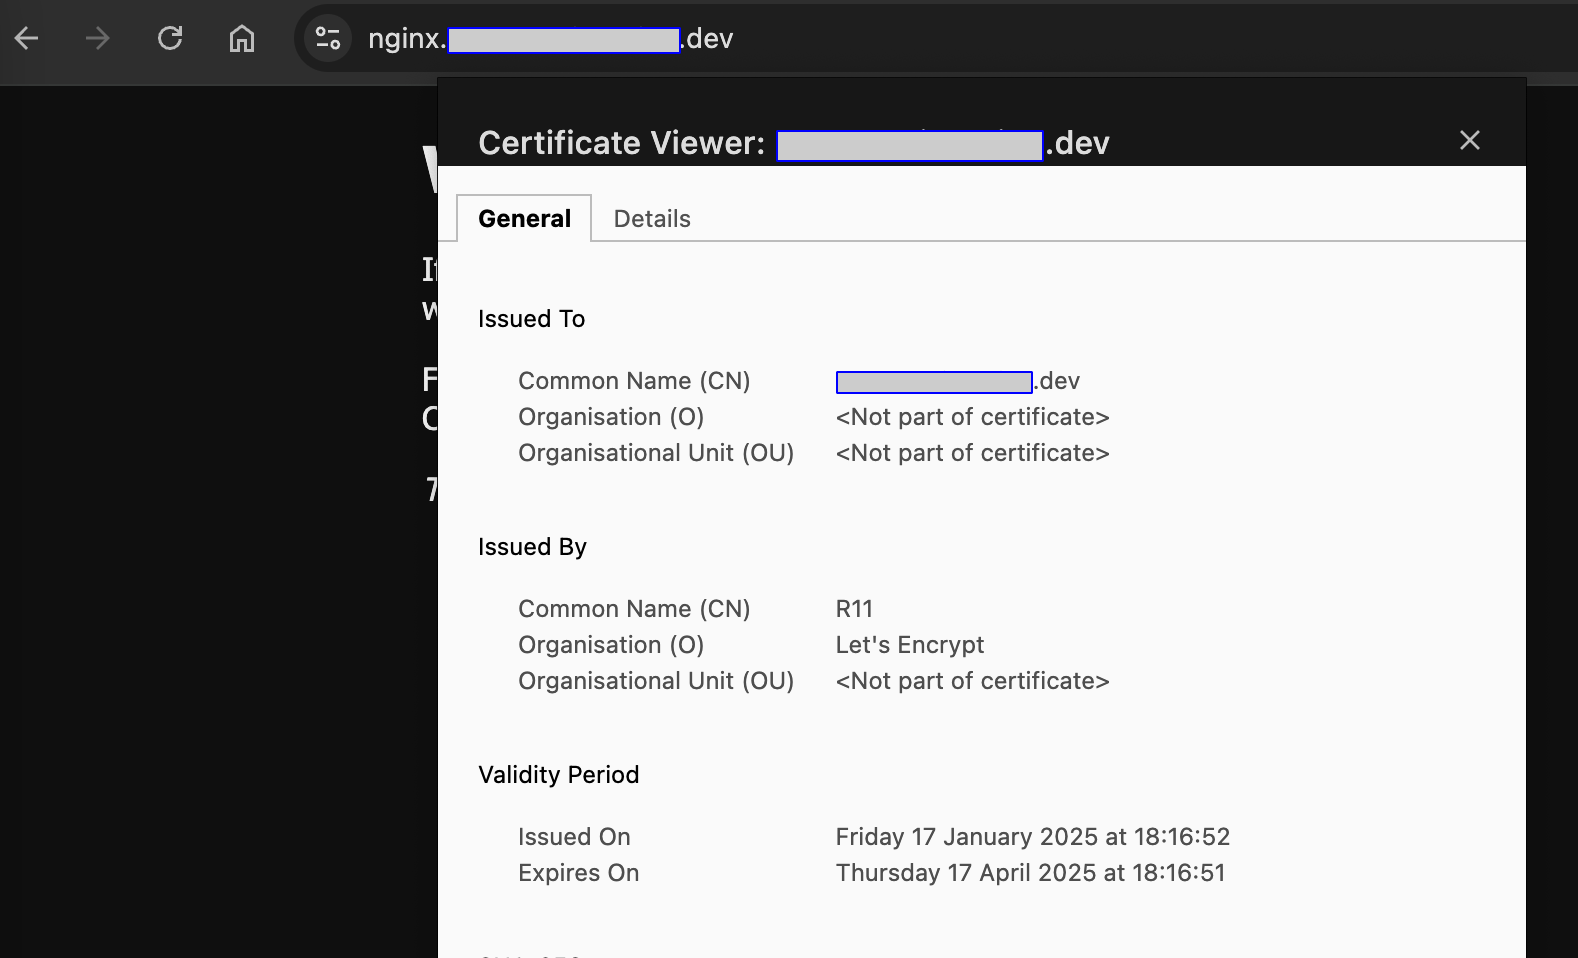 nginx. .dev
Certificate Viewer: .dev
General Details
Issued To
Common Name (CN) .dev
Organisation (O) <Not part of certificate>
Organisational Unit (OU) <Not part of certificate>
Issued By
Common Name (CN) R11
Organisation (O) Let's Encrypt
Organisational Unit (OU) <Not part of certificate>
Validity Period
Issued On Friday 17 January 2025 at 18:16:52
Expires On Thursday 17 April 2025 at 18:16:51